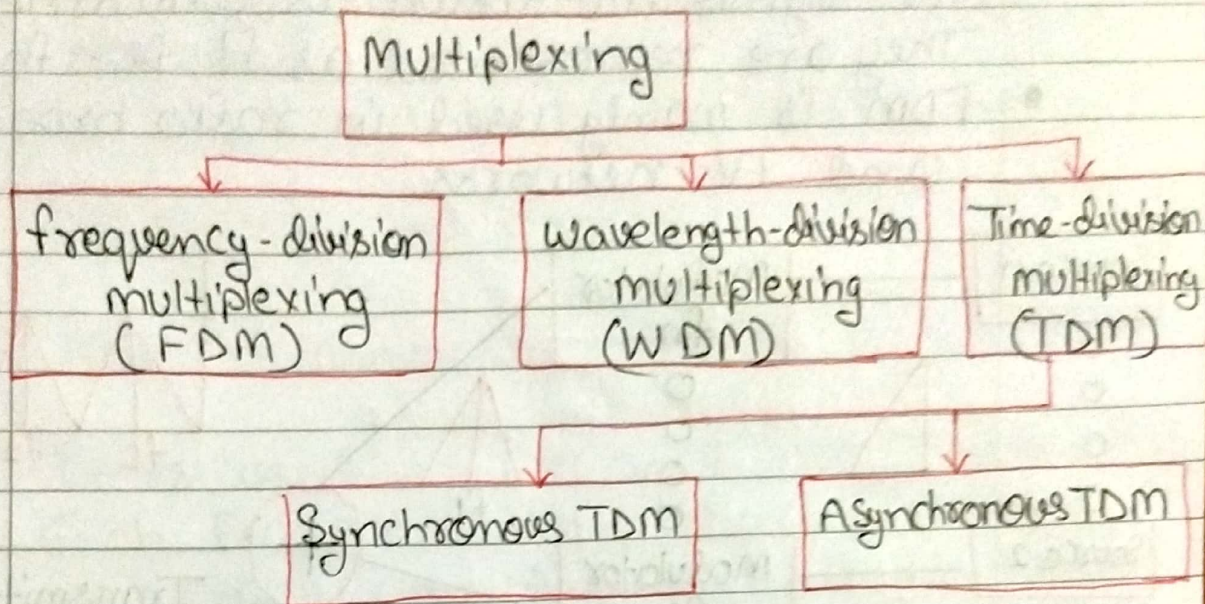 Multiplexing
frequency-division
multiplexing
(FDM)
Wavelength-division
multiplexing
(WDM)
Time-division
multiplexing
(TDM)
Synchronous TDM
Asynchronous TDM